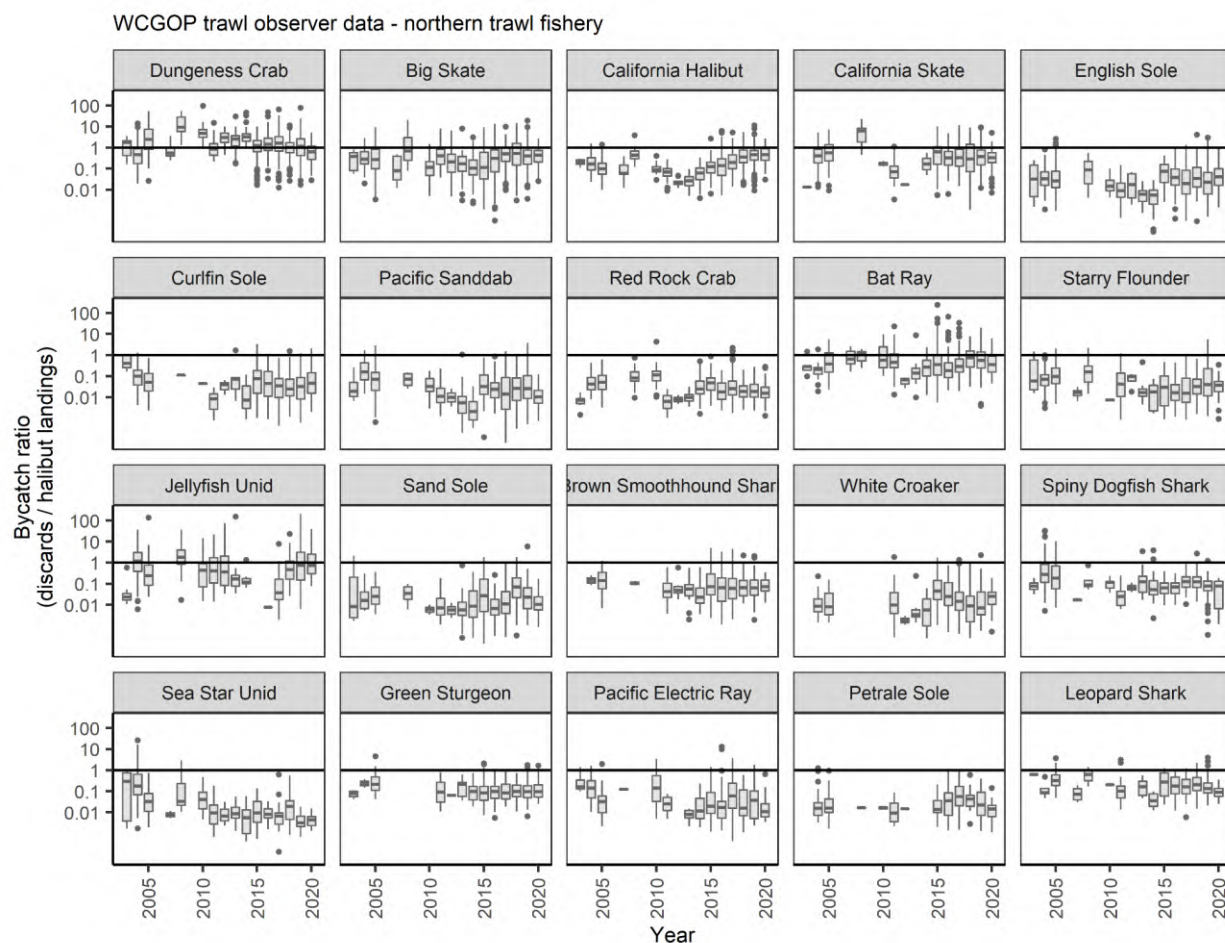 WCGOP trawl observer data - northern trawl fishery
Dungeness Crab
Big Skate
California Halibut
California Skate
English Sole
100
10
1
0.1
0.01
Curlfin Sole
Pacific Sanddab
Red Rock Crab
Bat Ray
Starry Flounder
100
10
1
0.1
0.01
Jellyfish Unid
Sand Sole
Brown Smoothhound Shark
White Croaker
Spiny Dogfish Shark
100
10
1
0.1
0.01
Sea Star Unid
Green Sturgeon
Pacific Electric Ray
Petrale Sole
Leopard Shark
100
10
1
0.1
0.01
2005
2010
2015
2020
2005
2010
2015
2020
2005
2010
2015
2020
2005
2010
2015
2020
2005
2010
2015
2020
Year
Bycatch ratio
(discards / halibut landings)